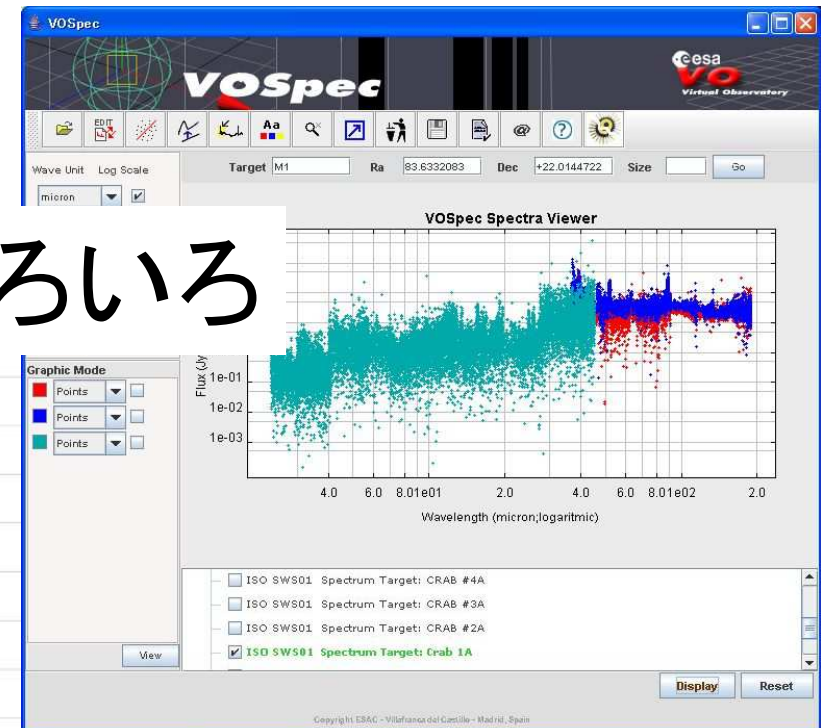 VOSpec
VOSpec
esa
VO
Virtual Observatory
EDIT
Aa
@
?
Wave Unit Log Scale
Target M1 Ra 83.6332083 Dec +22.0144722 Size Go
micron
VOSpec Spectra Viewer
ろいろ
Flux (Jy
1e-01
1e-02
1e-03
4.0 6.0 8.01e01 2.0 4.0 6.0 8.01e02 2.0
Wavelength (micron;logaritmic)
Graphic Mode
Points
Points
Points
ISO SWS01 Spectrum Target: CRAB #4A
ISO SWS01 Spectrum Target: CRAB #3A
ISO SWS01 Spectrum Target: CRAB #2A
ISO SWS01 Spectrum Target: Crab 1A
View
Display Reset
Copyright ESAC - Villafranca del Castillo - Madrid, Spain